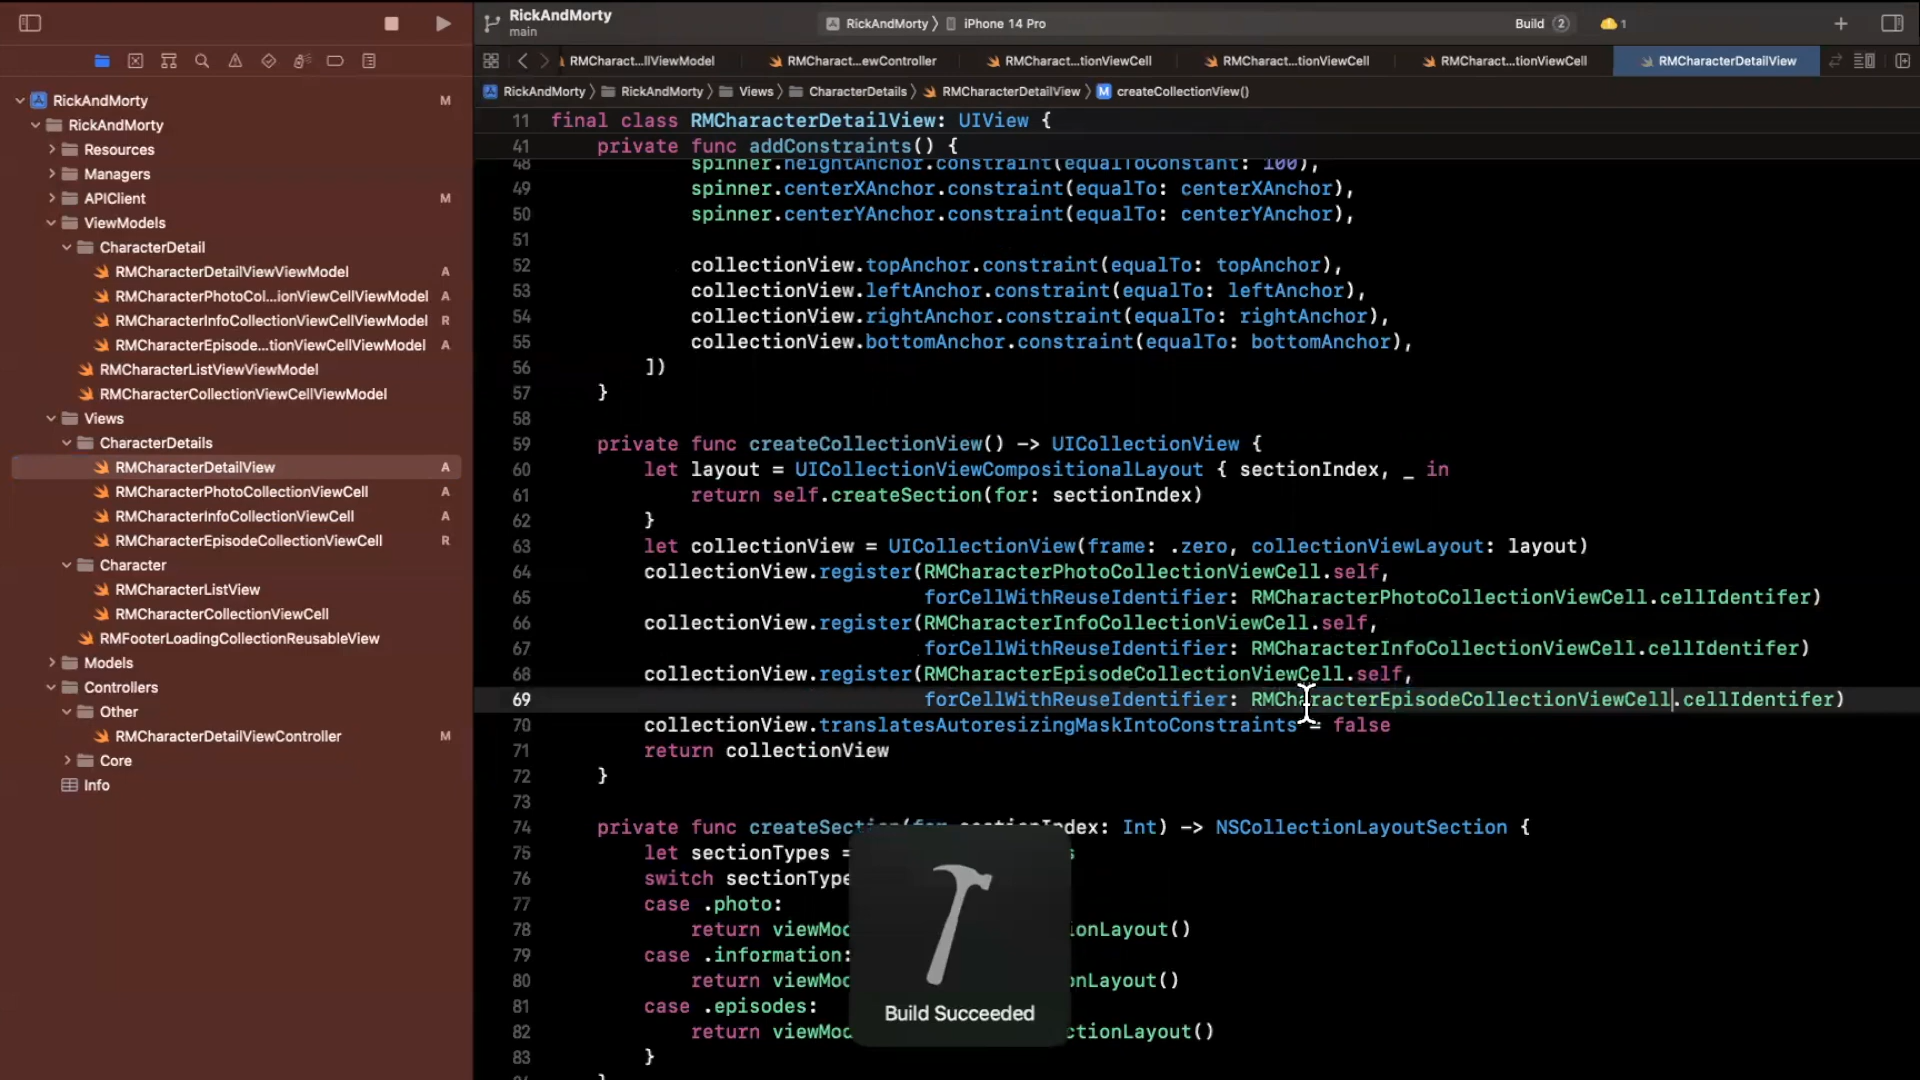 RickAndMorty
main
RickAndMorty
iPhone 14 Pro
Build 2
1
RMCharact...llViewModel
RMCharact...ewController
RMCharact...tionViewCell
RMCharact...tionViewCell
RMCharact...tionViewCell
RMCharacterDetailView
RickAndMorty
RickAndMorty
Views
CharacterDetails
RMCharacterDetailView
M createCollectionView()
RickAndMorty M
RickAndMorty
Resources
Managers
APIClient M
ViewModels
CharacterDetail
RMCharacterDetailViewViewModel A
RMCharacterPhotoCol...ionViewCellViewModel A
RMCharacterInfoCollectionViewCellViewModel R
RMCharacterEpisode...tionViewCellViewModel A
RMCharacterListViewViewModel
RMCharacterCollectionViewCellViewModel
Views
CharacterDetails
RMCharacterDetailView A
RMCharacterPhotoCollectionViewCell A
RMCharacterInfoCollectionViewCell A
RMCharacterEpisodeCollectionViewCell R
Character
RMCharacterListView
RMCharacterCollectionViewCell
RMFooterLoadingCollectionReusableView
Models
Controllers
Other
RMCharacterDetailViewController M
Core
Info
11 final class RMCharacterDetailView: UIView {
41 private func addConstraints() {
48 spinner.heightAnchor.constraint(equalToConstant: 100),
49 spinner.centerXAnchor.constraint(equalTo: centerXAnchor),
50 spinner.centerYAnchor.constraint(equalTo: centerYAnchor),
51
52 collectionView.topAnchor.constraint(equalTo: topAnchor),
53 collectionView.leftAnchor.constraint(equalTo: leftAnchor),
54 collectionView.rightAnchor.constraint(equalTo: rightAnchor),
55 collectionView.bottomAnchor.constraint(equalTo: bottomAnchor),
56 ])
57 }
58
59 private func createCollectionView() -> UICollectionView {
60 let layout = UICollectionViewCompositionalLayout { sectionIndex, _ in
61 return self.createSection(for: sectionIndex)
62 }
63 let collectionView = UICollectionView(frame: .zero, collectionViewLayout: layout)
64 collectionView.register(RMCharacterPhotoCollectionViewCell.self,
65 forCellWithReuseIdentifier: RMCharacterPhotoCollectionViewCell.cellIdentifer)
66 collectionView.register(RMCharacterInfoCollectionViewCell.self,
67 forCellWithReuseIdentifier: RMCharacterInfoCollectionViewCell.cellIdentifer)
68 collectionView.register(RMCharacterEpisodeCollectionViewCell.self,
69 forCellWithReuseIdentifier: RMCharacterEpisodeCollectionViewCell.cellIdentifer)
70 collectionView.translatesAutoresizingMaskIntoConstraints = false
71 return collectionView
72 }
73
74 private func createSection(for sectionIndex: Int) -> NSCollectionLayoutSection {
75 let sectionTypes =
76 switch sectionType
77 case .photo:
78 return viewMod onLayout()
79 case .information:
80 return viewMod nLayout()
81 case .episodes:
82 return viewMod ctionLayout()
83 }
Build Succeeded